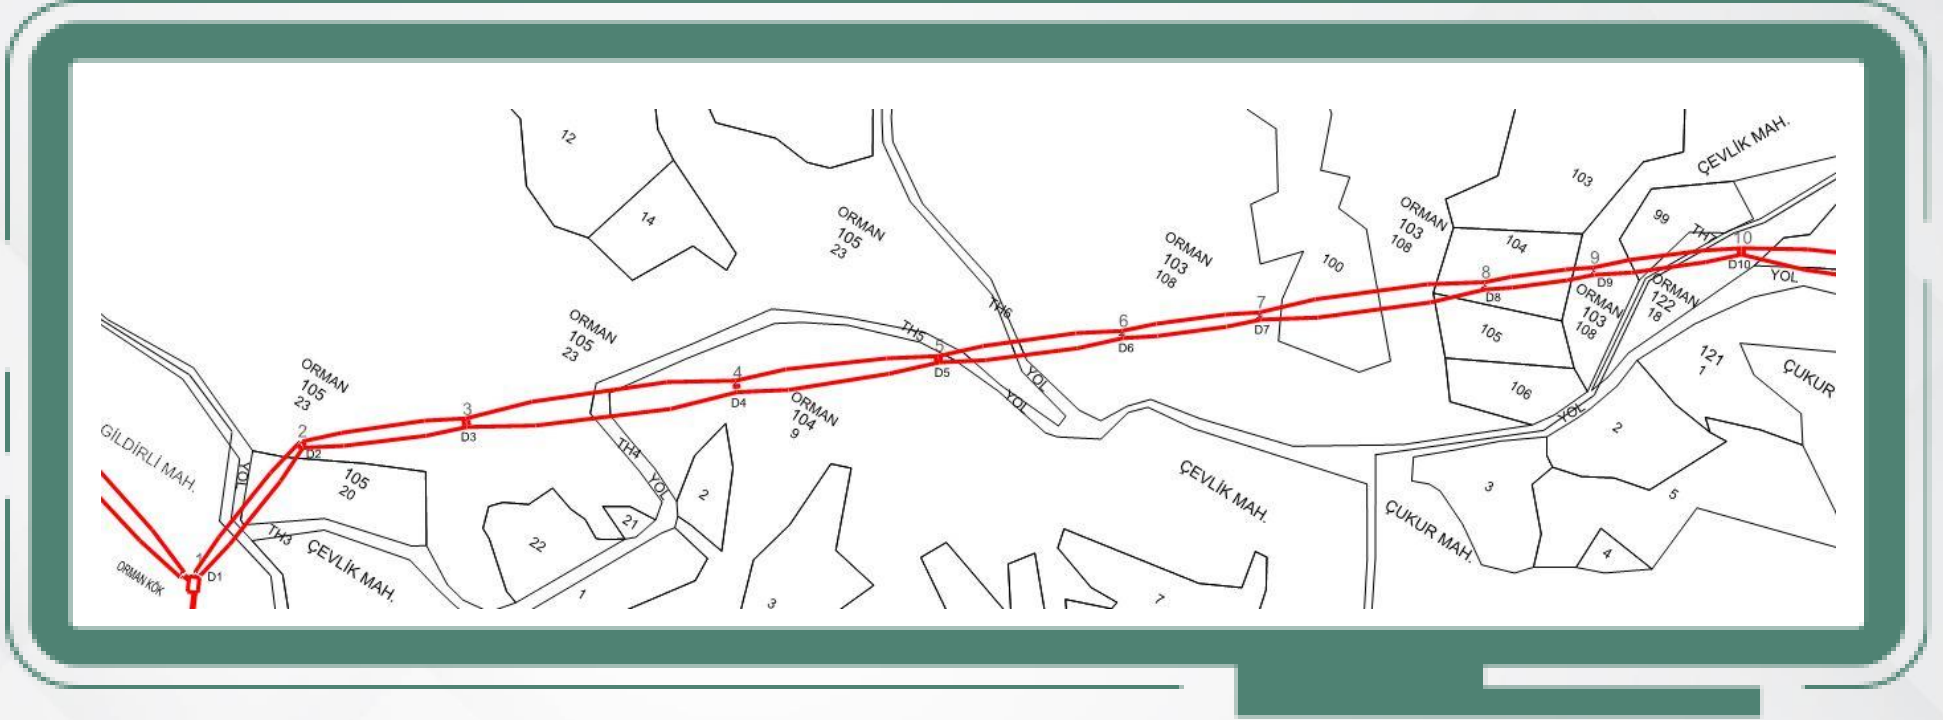 12
14
ORMAN
105
23
ORMAN
105
23
ORMAN
105
23
GİLDİRLİ MAH.
YOL
105
20
TH3
ÇEVLİK MAH.
ORMAN KÖK
1
D1
2
D2
3
D3
4
D4
5
D5
6
D6
7
D7
8
D8
9
D9
10
D10
ORMAN
104
9
TH4
YOL
TH5
YOL
TH6
YOL
22
21
2
1
3
7
ÇEVLİK MAH.
ORMAN
103
108
100
ORMAN
103
108
103
104
105
106
ORMAN
103
108
99
ÇEVLİK MAH.
YOL
ORMAN
122
18
YOL
121
1
ÇUKUR
2
3
5
4
ÇUKUR MAH.